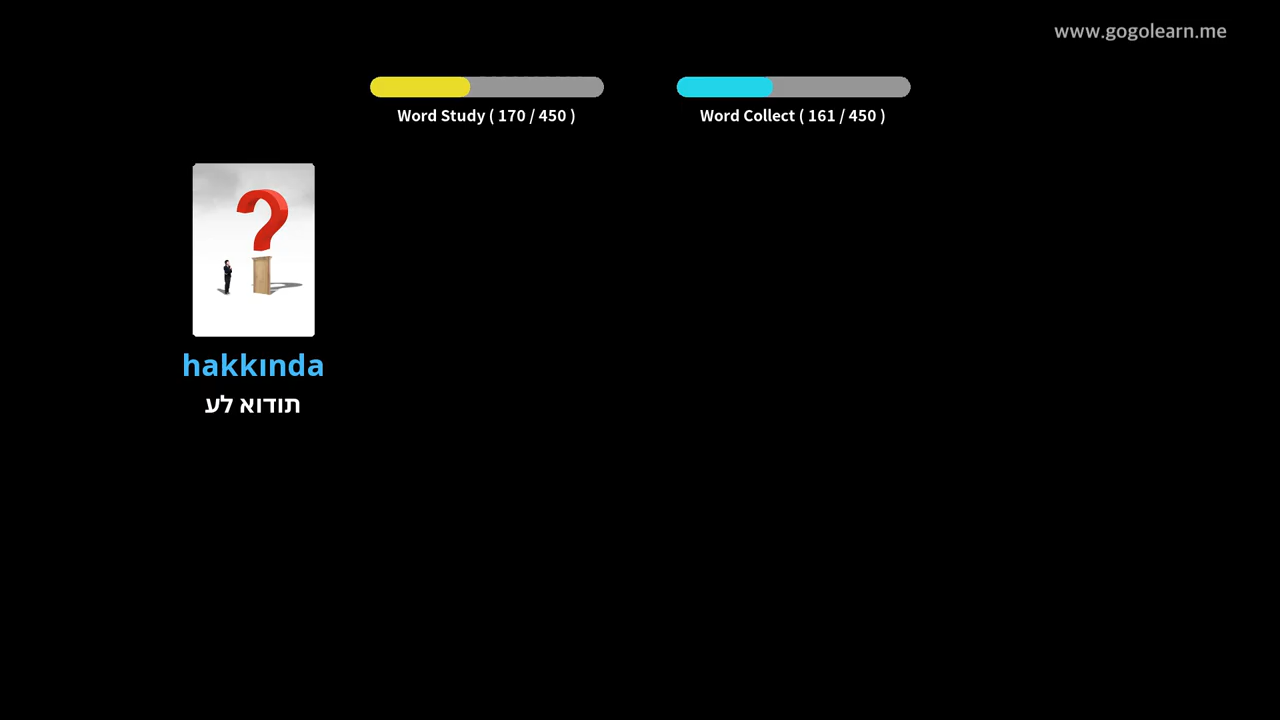 www.gogolearn.me
Word Study ( 170 / 450 )
Word Collect ( 161 / 450 )
hakkında
תודוא לע